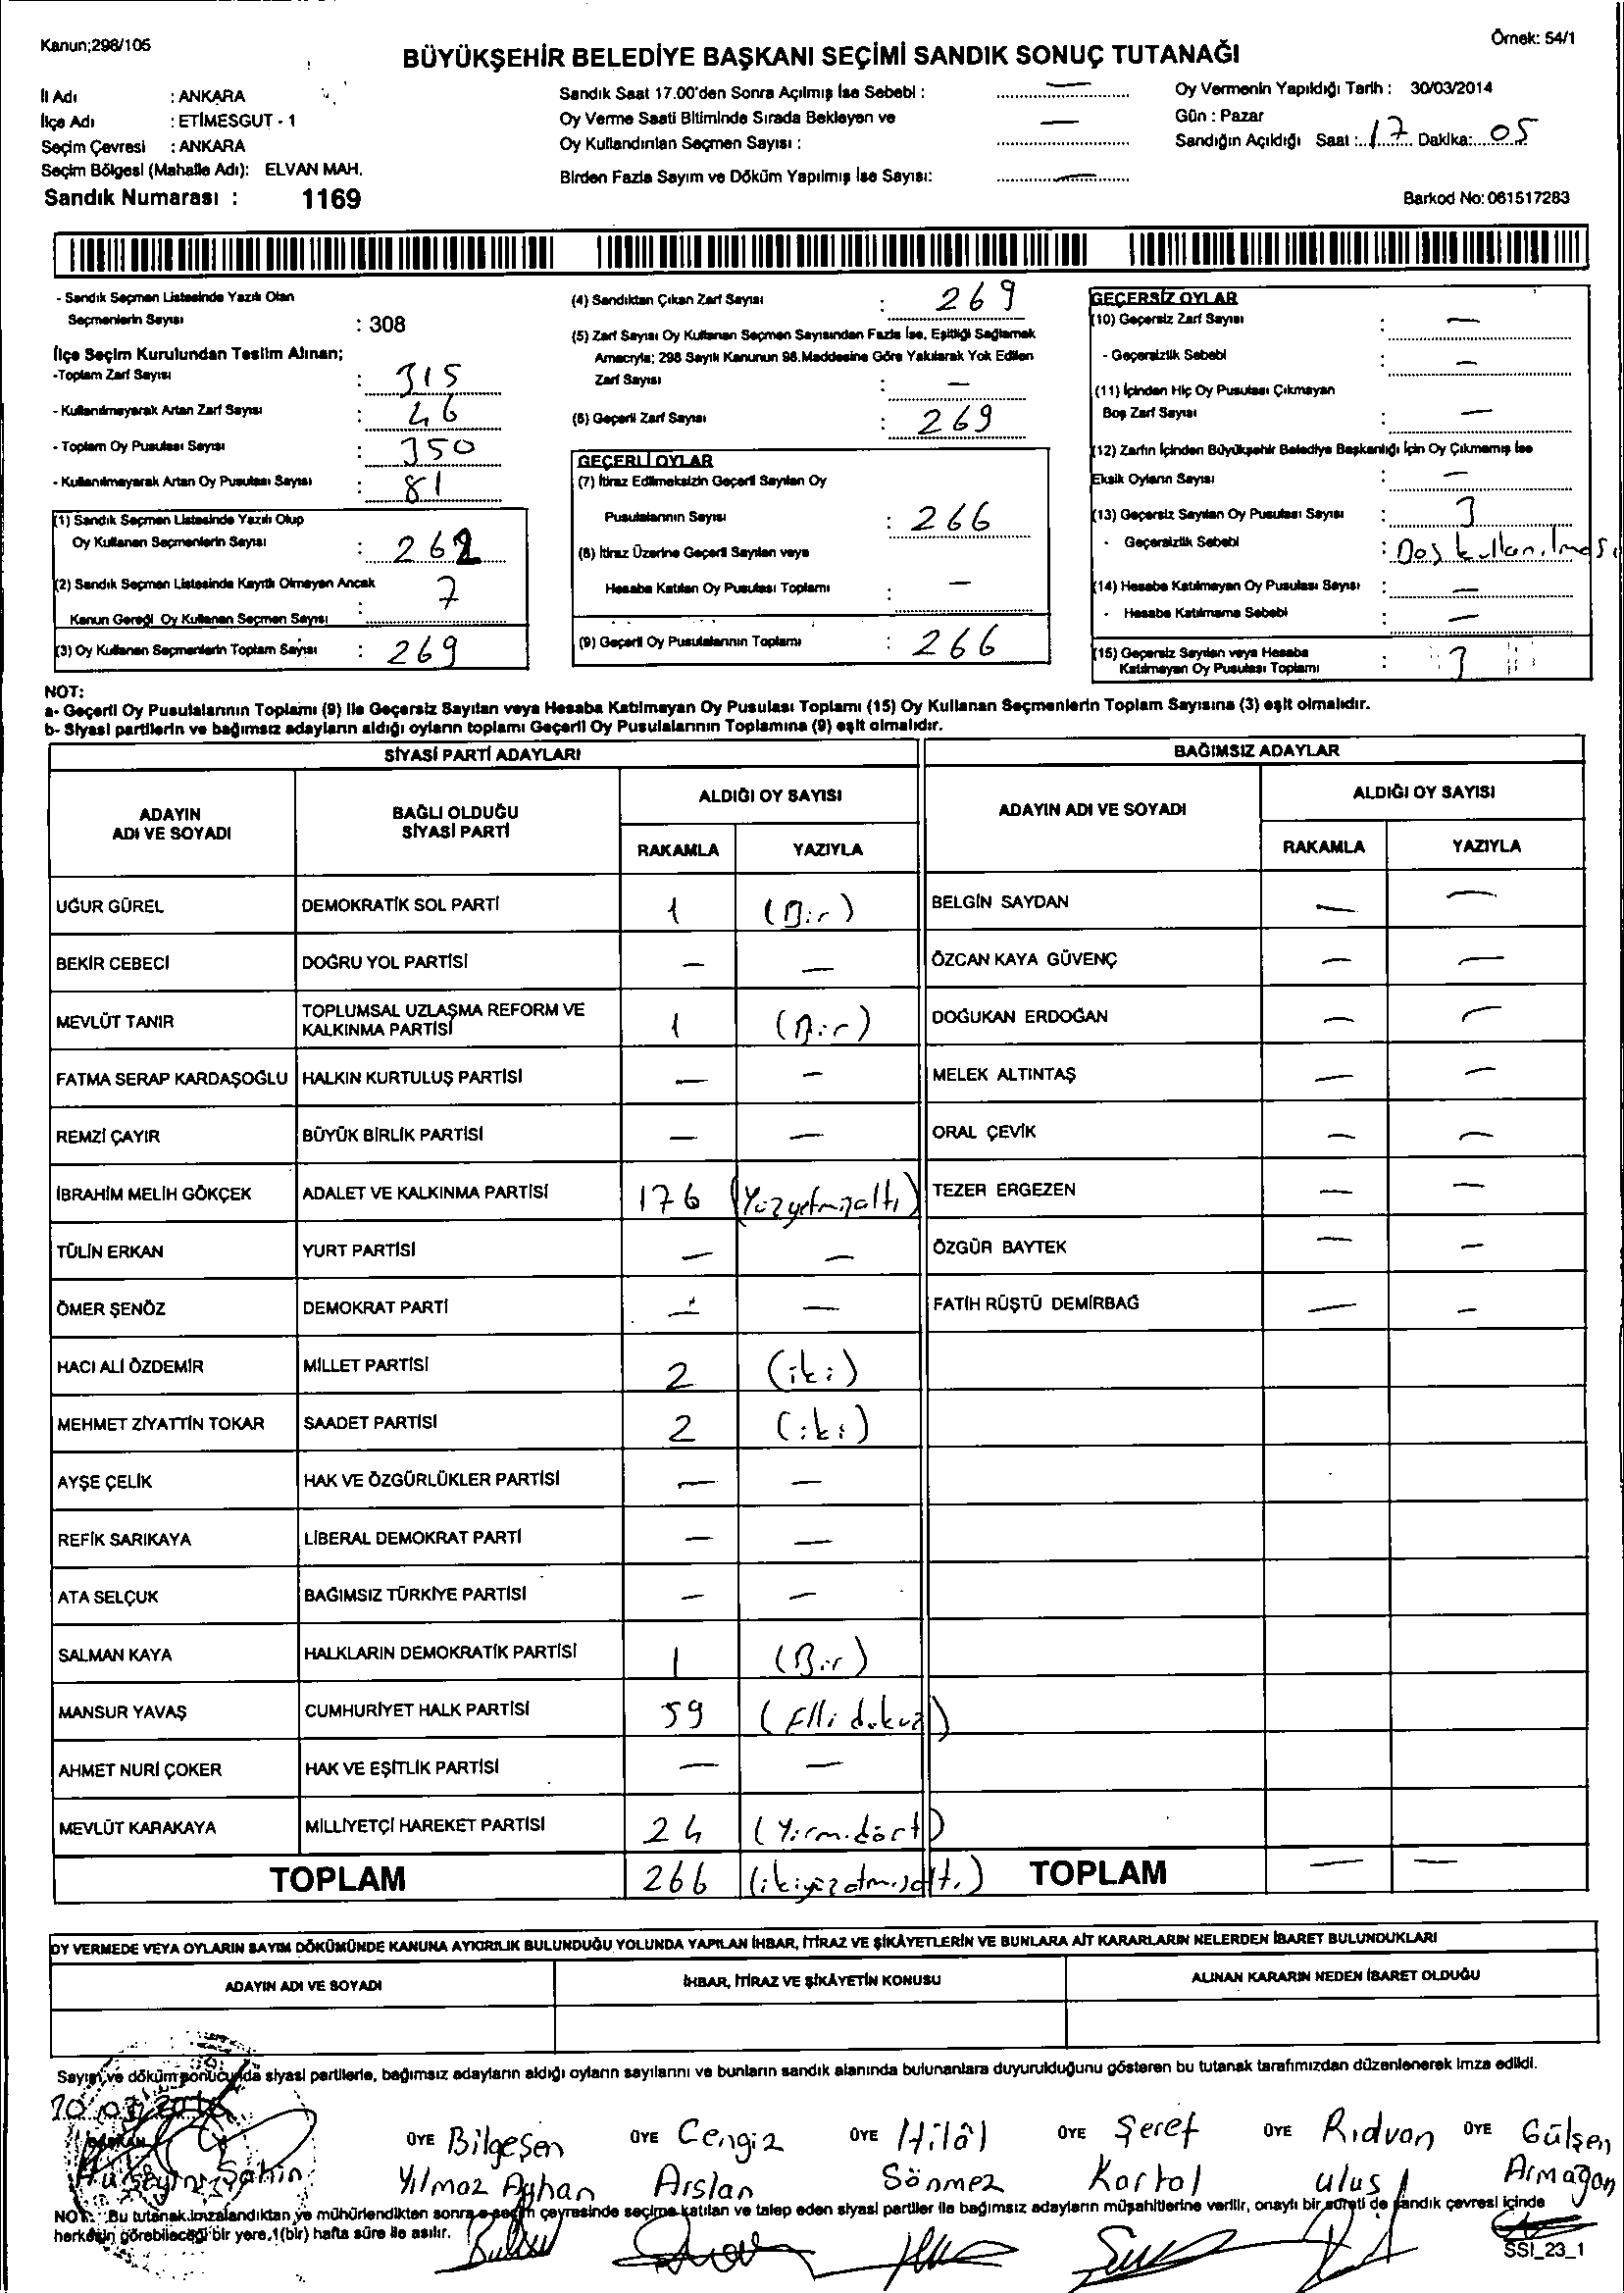 Kanun;298/105
Örnek: 54/1
BÜYÜKŞEHİR BELEDİYE BAŞKANI SEÇİMİ SANDIK SONUÇ TUTANAĞI
İl Adı : ANKARA
İlçe Adı : ETİMESGUT - 1
Seçim Çevresi : ANKARA
Seçim Bölgesi (Mahalle Adı): ELVAN MAH.
Sandık Numarası : 1169
Sandık Saat 17.00'den Sonra Açılmış İse Sebebi : —
Oy Verme Saati Bitiminde Sırada Bekleyen ve
Oy Kullandırılan Seçmen Sayısı : —
Birden Fazla Sayım ve Döküm Yapılmış İse Sayısı: —
Oy Vermenin Yapıldığı Tarih : 30/03/2014
Gün : Pazar
Sandığın Açıldığı Saat : 17 Dakika: 05
Barkod No: 061517283
- Sandık Seçmen Listesinde Yazılı Olan
Seçmenlerin Sayısı : 308
İlçe Seçim Kurulundan Teslim Alınan;
-Toplam Zarf Sayısı : 315
- Kullanılmayarak Artan Zarf Sayısı : 46
- Toplam Oy Pusulası Sayısı : 350
- Kullanılmayarak Artan Oy Pusulası Sayısı : 81
(1) Sandık Seçmen Listesinde Yazılı Olup
Oy Kullanan Seçmenlerin Sayısı : 262
(2) Sandık Seçmen Listesinde Kayıtlı Olmayan Ancak
Kanun Gereği Oy Kullanan Seçmen Sayısı : 7
(3) Oy Kullanan Seçmenlerin Toplam Sayısı : 269
(4) Sandıktan Çıkan Zarf Sayısı : 269
(5) Zarf Sayısı Oy Kullanan Seçmen Sayısından Fazla İse, Eşitliği Sağlamak
Amacıyla; 298 Sayılı Kanunun 98.Maddesine Göre Yakılarak Yok Edilen
Zarf Sayısı : —
(6) Geçerli Zarf Sayısı : 269
GEÇERLİ OYLAR
(7) İtiraz Edilmeksizin Geçerli Sayılan Oy
Pusulalarının Sayısı : 266
(8) İtiraz Üzerine Geçerli Sayılan veya
Hesaba Katılan Oy Pusulası Toplamı : —
(9) Geçerli Oy Pusulalarının Toplamı : 266
GEÇERSİZ OYLAR
(10) Geçersiz Zarf Sayısı : —
- Geçersizlik Sebebi : —
(11) İçinden Hiç Oy Pusulası Çıkmayan
Boş Zarf Sayısı : —
(12) Zarfın İçinden Büyükşehir Belediye Başkanlığı İçin Oy Çıkmamış İse
Eksik Oyların Sayısı : —
(13) Geçersiz Sayılan Oy Pusulası Sayısı : 3
- Geçersizlik Sebebi : Boş kullanılması
(14) Hesaba Katılmayan Oy Pusulası Sayısı : —
- Hesaba Katılmama Sebebi : —
(15) Geçersiz Sayılan veya Hesaba
Katılmayan Oy Pusulası Toplamı : 3
NOT:
a- Geçerli Oy Pusulalarının Toplamı (9) ile Geçersiz Sayılan veya Hesaba Katılmayan Oy Pusulası Toplamı (15) Oy Kullanan Seçmenlerin Toplam Sayısına (3) eşit olmalıdır.
b- Siyasi partilerin ve bağımsız adayların aldığı oyların toplamı Geçerli Oy Pusulalarının Toplamına (9) eşit olmalıdır.
SİYASİ PARTİ ADAYLARI BAĞIMSIZ ADAYLAR
ADAYIN ADI VE SOYADI BAĞLI OLDUĞU SİYASİ PARTİ ALDIĞI OY SAYISI ADAYIN ADI VE SOYADI ALDIĞI OY SAYISI
RAKAMLA YAZIYLA RAKAMLA YAZIYLA
UĞUR GÜREL DEMOKRATİK SOL PARTİ 1 (Bir) BELGİN SAYDAN — —
BEKİR CEBECİ DOĞRU YOL PARTİSİ — — ÖZCAN KAYA GÜVENÇ — —
MEVLÜT TANIR TOPLUMSAL UZLAŞMA REFORM VE KALKINMA PARTİSİ 1 (Bir) DOĞUKAN ERDOĞAN — —
FATMA SERAP KARDAŞOĞLU HALKIN KURTULUŞ PARTİSİ — — MELEK ALTINTAŞ — —
REMZİ ÇAYIR BÜYÜK BİRLİK PARTİSİ — — ORAL ÇEVİK — —
İBRAHİM MELİH GÖKÇEK ADALET VE KALKINMA PARTİSİ 176 (Yüzyetmişaltı) TEZER ERGEZEN — —
TÜLİN ERKAN YURT PARTİSİ — — ÖZGÜR BAYTEK — —
ÖMER ŞENÖZ DEMOKRAT PARTİ — — FATİH RÜŞTÜ DEMİRBAĞ — —
HACI ALİ ÖZDEMİR MİLLET PARTİSİ 2 (iki)
MEHMET ZİYATTİN TOKAR SAADET PARTİSİ 2 (iki)
AYŞE ÇELİK HAK VE ÖZGÜRLÜKLER PARTİSİ — —
REFİK SARIKAYA LİBERAL DEMOKRAT PARTİ — —
ATA SELÇUK BAĞIMSIZ TÜRKİYE PARTİSİ — —
SALMAN KAYA HALKLARIN DEMOKRATİK PARTİSİ 1 (Bir)
MANSUR YAVAŞ CUMHURİYET HALK PARTİSİ 59 (Elli dokuz)
AHMET NURİ ÇOKER HAK VE EŞİTLİK PARTİSİ — —
MEVLÜT KARAKAYA MİLLİYETÇİ HAREKET PARTİSİ 24 (Yirmidört)
TOPLAM 266 (ikiyüzatmışaltı) TOPLAM — —
OY VERMEDE VEYA OYLARIN SAYIM DÖKÜMÜNDE KANUNA AYKIRILIK BULUNDUĞU YOLUNDA YAPILAN İHBAR, İTİRAZ VE ŞİKÂYETLERİN VE BUNLARA AİT KARARLARIN NELERDEN İBARET BULUNDUKLARI
ADAYIN ADI VE SOYADI İHBAR, İTİRAZ VE ŞİKÂYETİN KONUSU ALINAN KARARIN NEDEN İBARET OLDUĞU
Sayım ve döküm sonucunda siyasi partilerle, bağımsız adayların aldığı oyların sayılarını ve bunların sandık alanında bulunanlara duyurulduğunu gösteren bu tutanak tarafımızdan düzenlenerek imza edildi.
30/03/2014
BAŞKAN ÜYE Bilgeşen ÜYE Cengiz ÜYE Hilâl ÜYE Şeref ÜYE Rıdvan ÜYE Gülşen
Şahin Yılmaz Ayhan Arslan Sönmez Kartal ulus Armağan
NOT: Bu tutanak imzalandıktan ve mühürlendikten sonra seçim çevresinde seçime katılan ve talep eden siyasi partiler ile bağımsız adayların müşahitlerine verilir, onaylı bir sureti de sandık çevresi içinde
herkesin görebileceği bir yere,1(bir) hafta süre ile asılır.
SSI_23_1